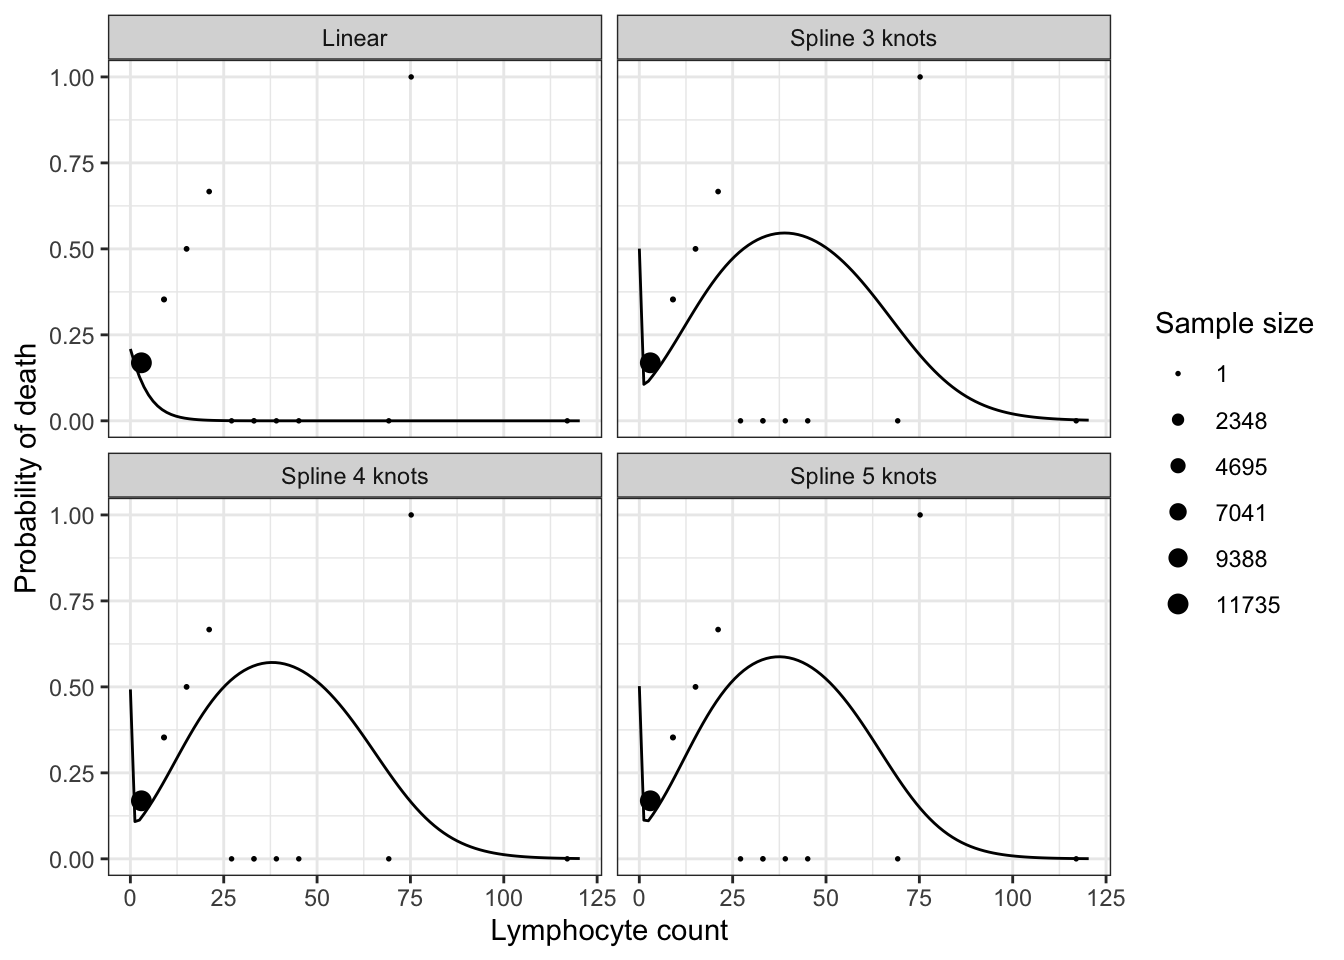 Linear
Spline 3 knots
1.00
0.75
0.50
0.25
0.00
Spline 4 knots
Spline 5 knots
1.00
0.75
0.50
0.25
0.00
0 25 50 75 100 125
0 25 50 75 100 125
Lymphocyte count
Probability of death
Sample size
1
2348
4695
7041
9388
11735